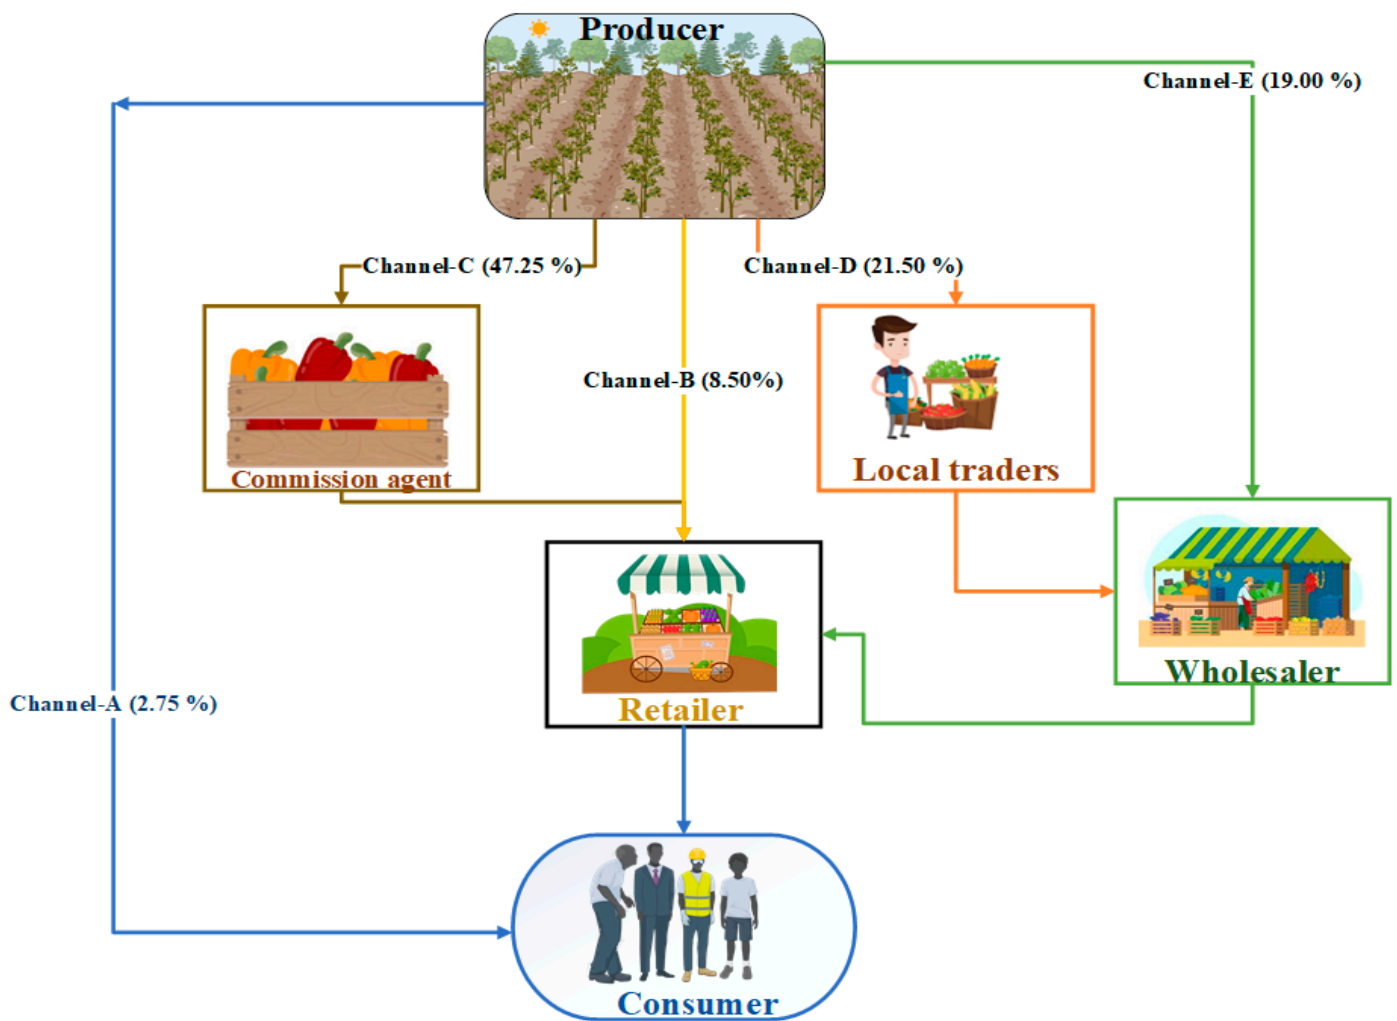 Producer
Channel-E (19.00 %)
Channel-C (47.25 %)
Channel-D (21.50 %)
Channel-B (8.50%)
Commission agent
Local traders
Wholesaler
Channel-A (2.75 %)
Retailer
Consumer